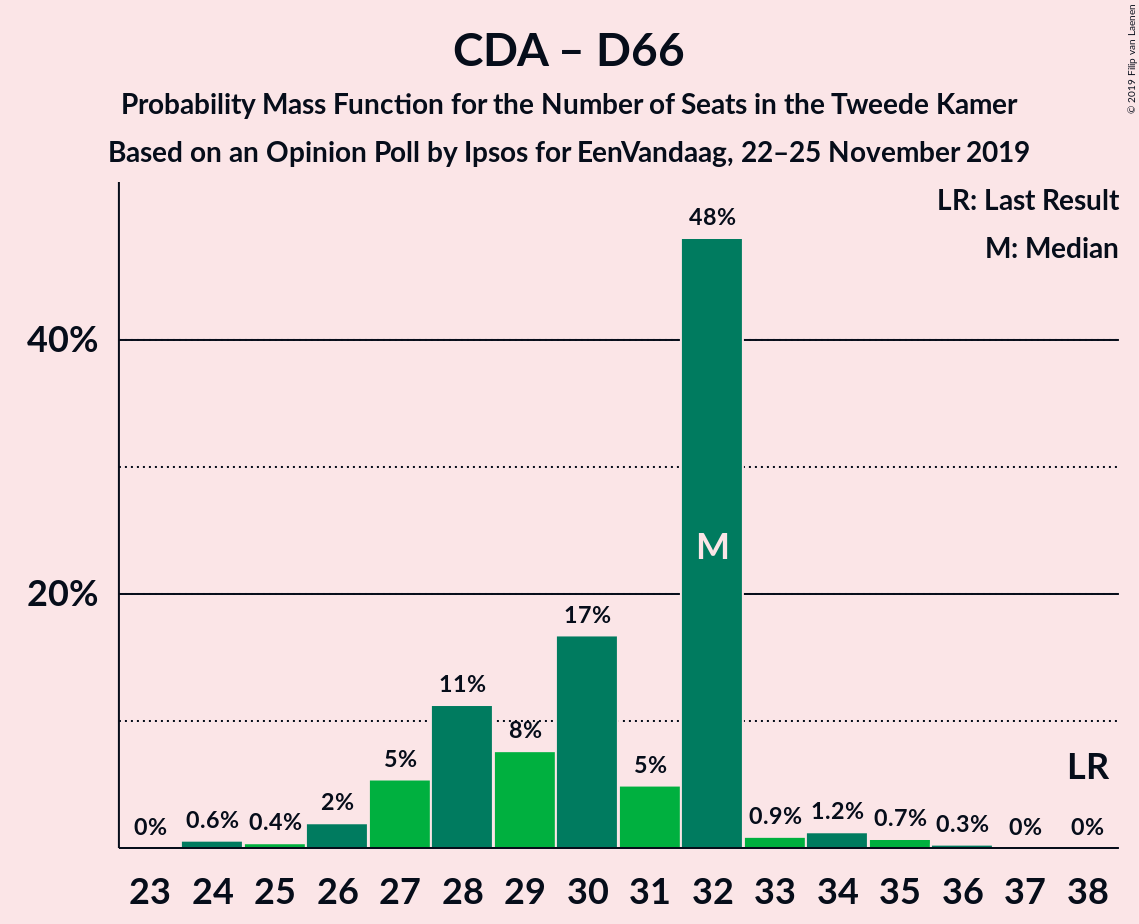 CDA – D66
Probability Mass Function for the Number of Seats in the Tweede Kamer
Based on an Opinion Poll by Ipsos for EenVandaag, 22–25 November 2019
© 2019 Filip van Laenen
LR: Last Result
M: Median
48%
40%
M
20%
17%
11%
8%
5%
5%
LR
2%
0%
0.6%
0.4%
0.9%
1.2%
0.7%
0.3%
0%
0%
23 24 25 26 27 28 29 30 31 32 33 34 35 36 37 38